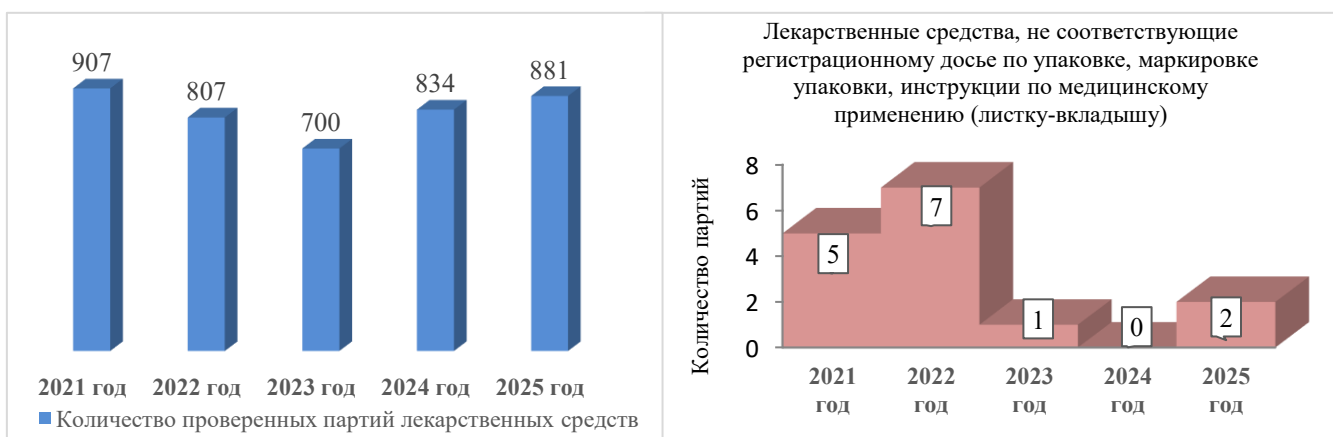 907
807
700
834
881
2021 год
2022 год
2023 год
2024 год
2025 год
Количество проверенных партий лекарственных средств
Лекарственные средства, не соответствующие
регистрационному досье по упаковке, маркировке
упаковки, инструкции по медицинскому
применению (листку-вкладышу)
Количество партий
8
6
4
2
0
5
7
1
0
2
2021
год
2022
год
2023
год
2024
год
2025
год